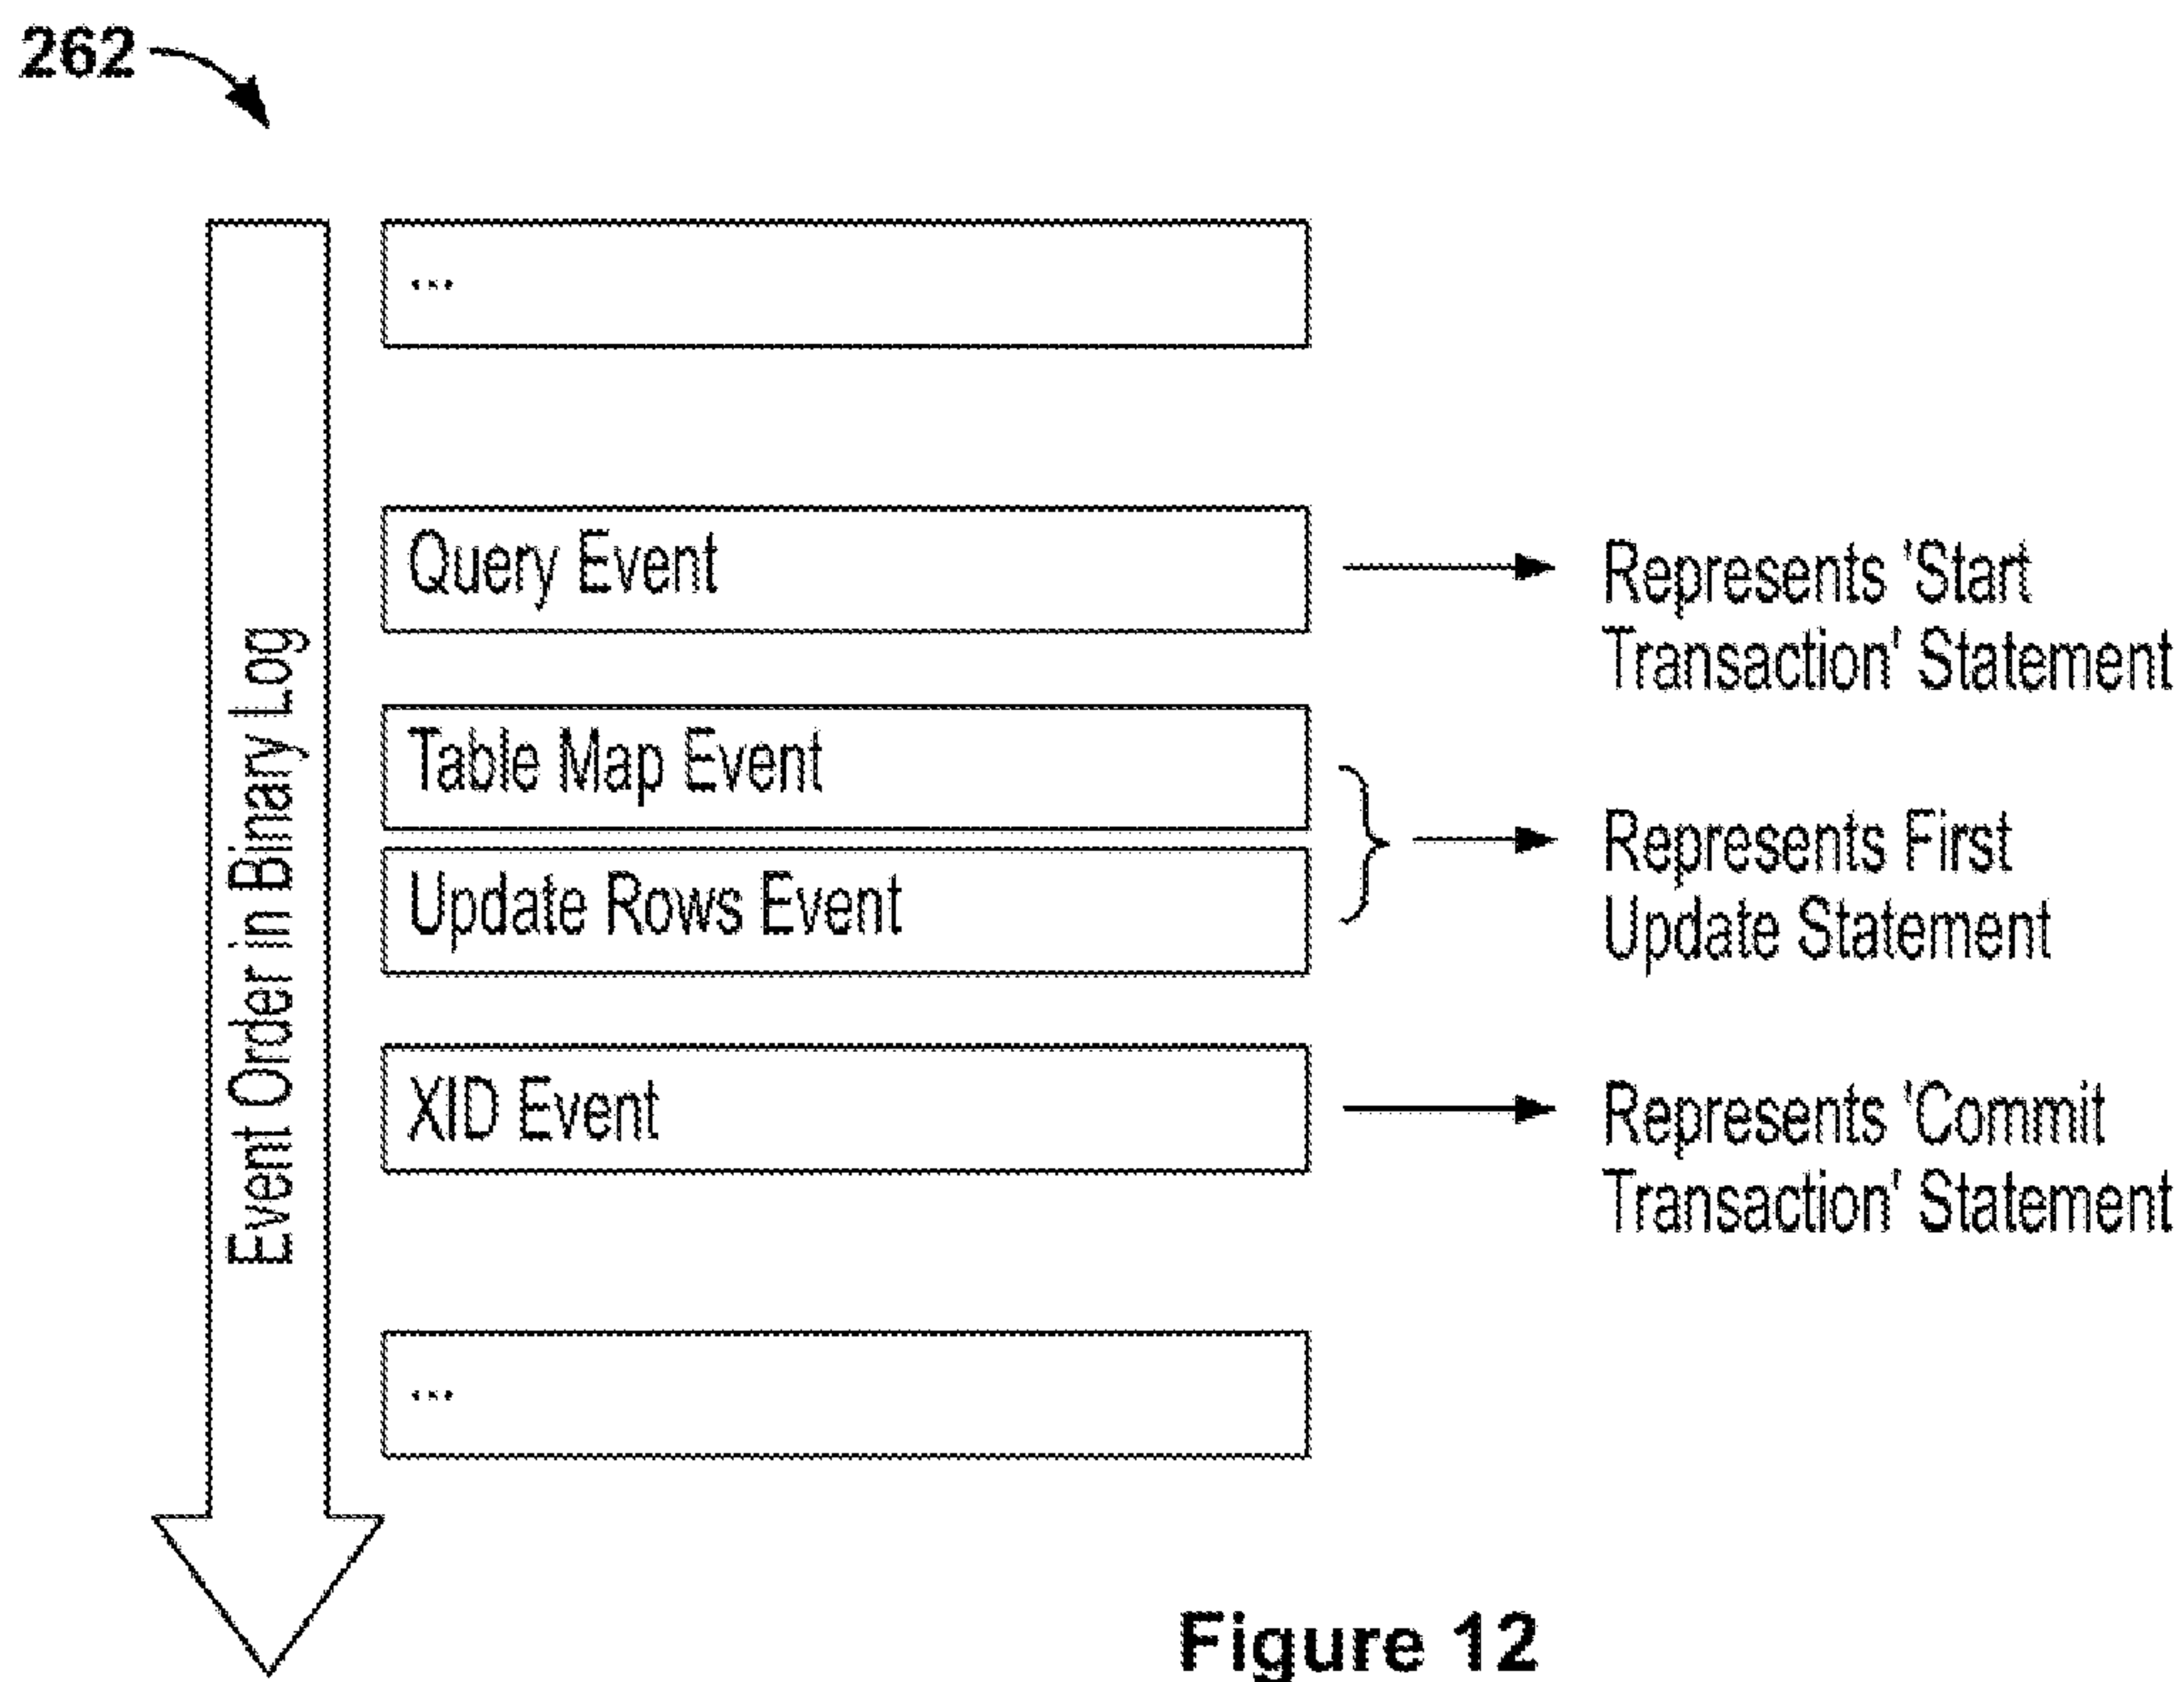 262
...
Query Event
Represents 'Start
Transaction' Statement
Table Map Event
Update Rows Event
Represents First
Update Statement
XID Event
Represents 'Commit
Transaction' Statement
...
Event Order in Binary Log
Figure 12